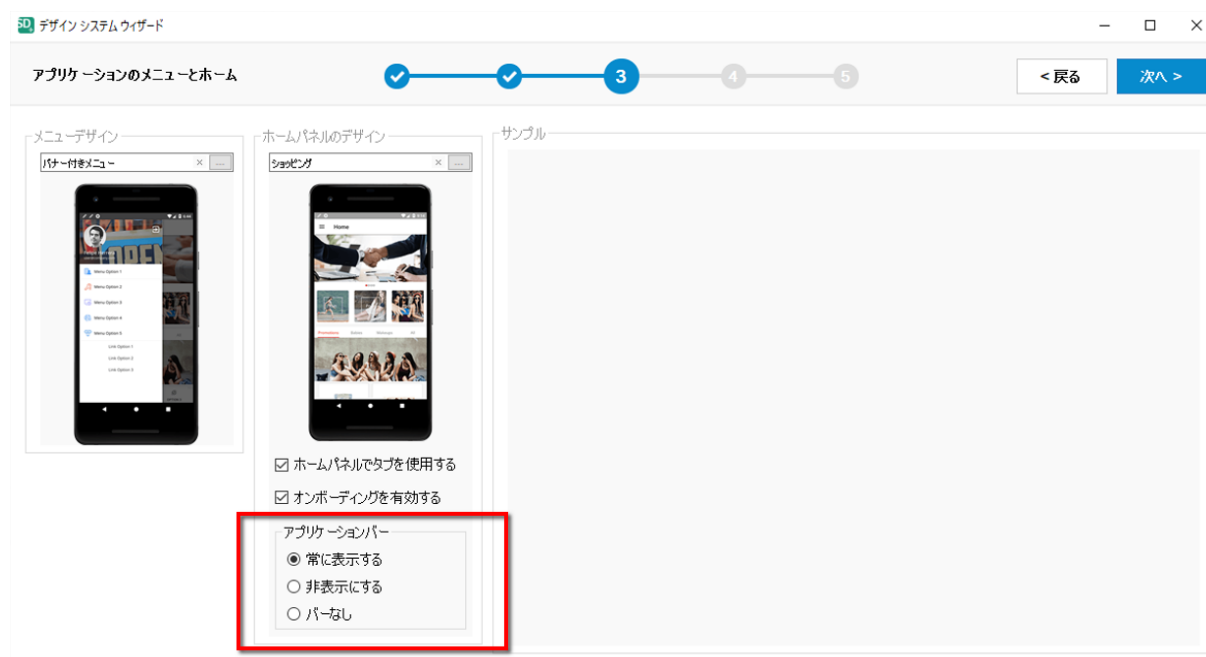 デザイン システム ウィザード
アプリケーションのメニューとホーム
3
4
5
< 戻る
次へ >
メニューデザイン
バナー付きメニュー
ホームパネルのデザイン
ショッピング
サンプル
Menu Option 1
Menu Option 2
Menu Option 3
Menu Option 4
Menu Option 5
Link Option 1
Link Option 2
Link Option 3
Home
OPEN
ホームパネルでタブを使用する
オンボーディングを有効する
アプリケーションバー
常に表示する
非表示にする
バーなし